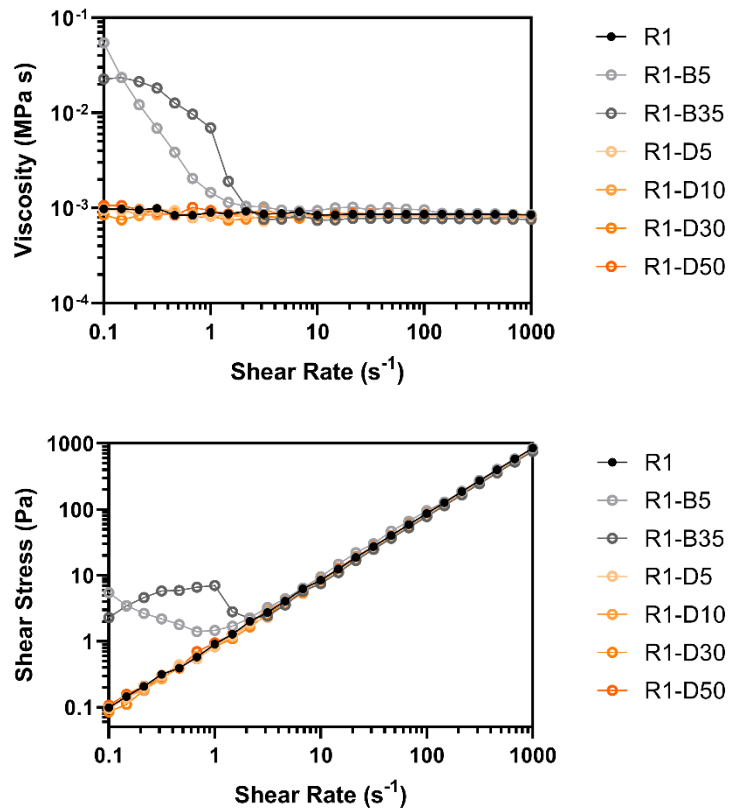 10⁻¹
10⁻²
10⁻³
10⁻⁴
Viscosity (MPa s)
0.1 1 10 100 1000
Shear Rate (s⁻¹)
R1
R1-B5
R1-B35
R1-D5
R1-D10
R1-D30
R1-D50
1000
100
10
1
0.1
Shear Stress (Pa)
0.1 1 10 100 1000
Shear Rate (s⁻¹)
R1
R1-B5
R1-B35
R1-D5
R1-D10
R1-D30
R1-D50